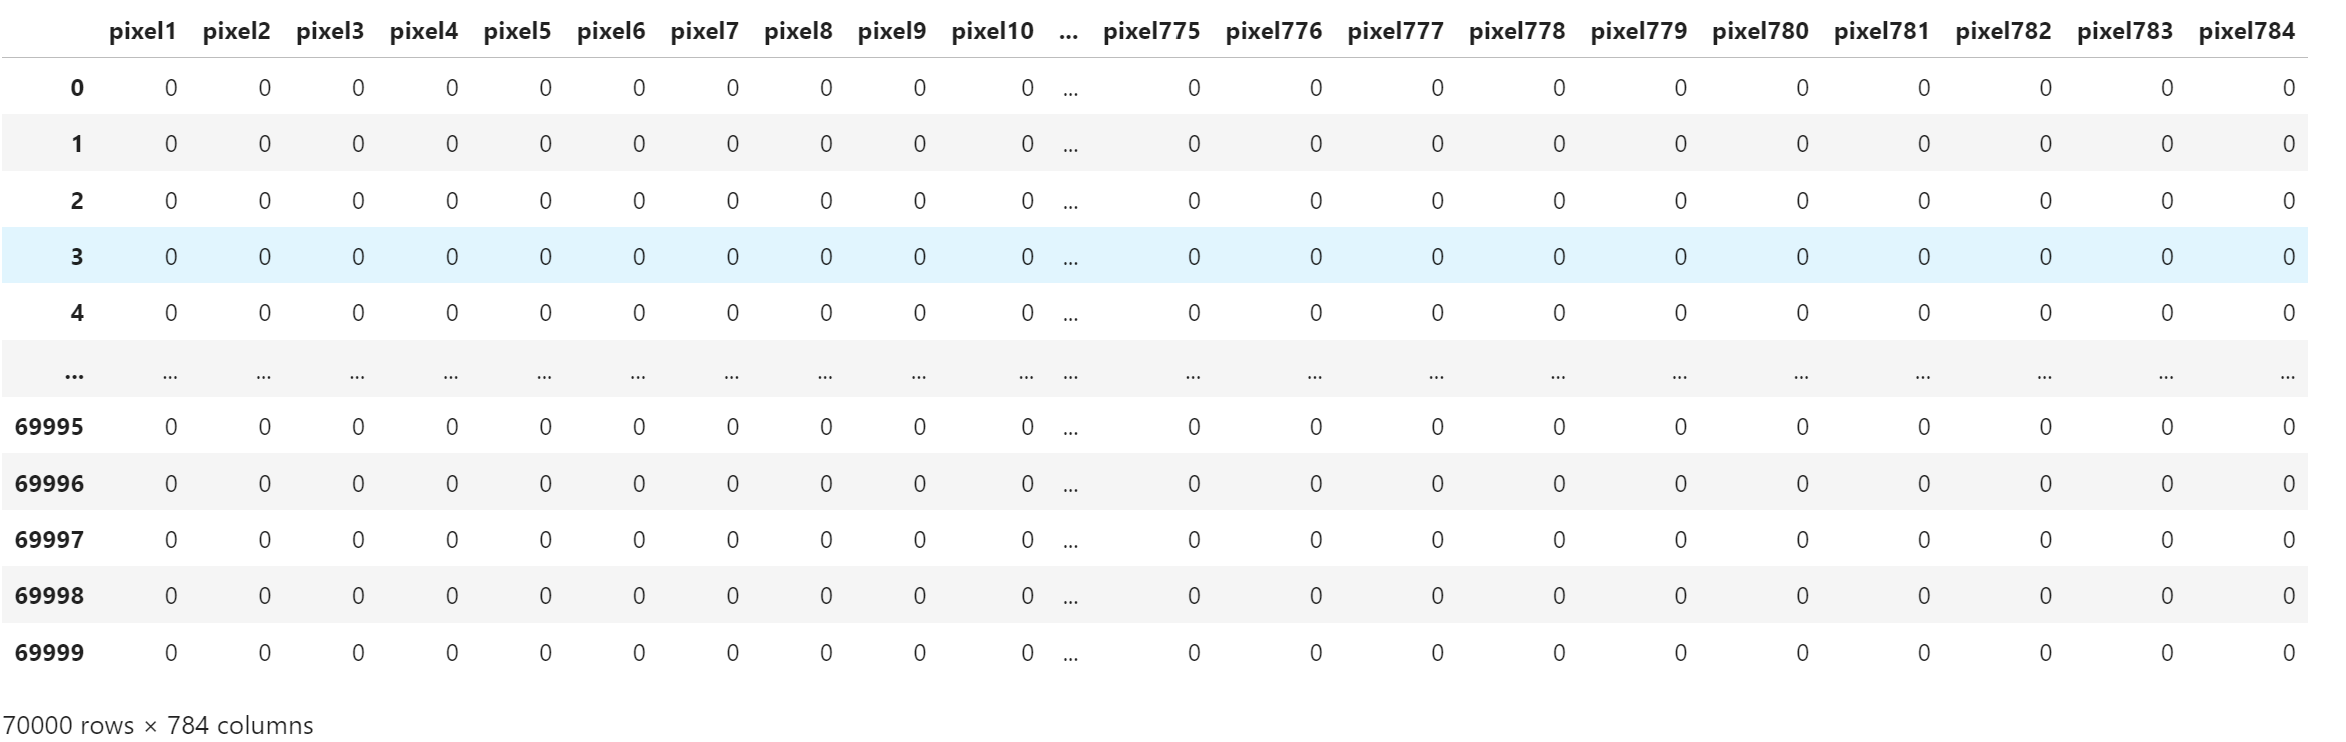 pixel1 pixel2 pixel3 pixel4 pixel5 pixel6 pixel7 pixel8 pixel9 pixel10 ... pixel775 pixel776 pixel777 pixel778 pixel779 pixel780 pixel781 pixel782 pixel783 pixel784
0 0 0 0 0 0 0 0 0 0 0 ... 0 0 0 0 0 0 0 0 0 0
1 0 0 0 0 0 0 0 0 0 0 ... 0 0 0 0 0 0 0 0 0 0
2 0 0 0 0 0 0 0 0 0 0 ... 0 0 0 0 0 0 0 0 0 0
3 0 0 0 0 0 0 0 0 0 0 ... 0 0 0 0 0 0 0 0 0 0
4 0 0 0 0 0 0 0 0 0 0 ... 0 0 0 0 0 0 0 0 0 0
... ... ... ... ... ... ... ... ... ... ... ... ... ... ... ... ... ... ... ... ... ...
69995 0 0 0 0 0 0 0 0 0 0 ... 0 0 0 0 0 0 0 0 0 0
69996 0 0 0 0 0 0 0 0 0 0 ... 0 0 0 0 0 0 0 0 0 0
69997 0 0 0 0 0 0 0 0 0 0 ... 0 0 0 0 0 0 0 0 0 0
69998 0 0 0 0 0 0 0 0 0 0 ... 0 0 0 0 0 0 0 0 0 0
69999 0 0 0 0 0 0 0 0 0 0 ... 0 0 0 0 0 0 0 0 0 0
70000 rows × 784 columns